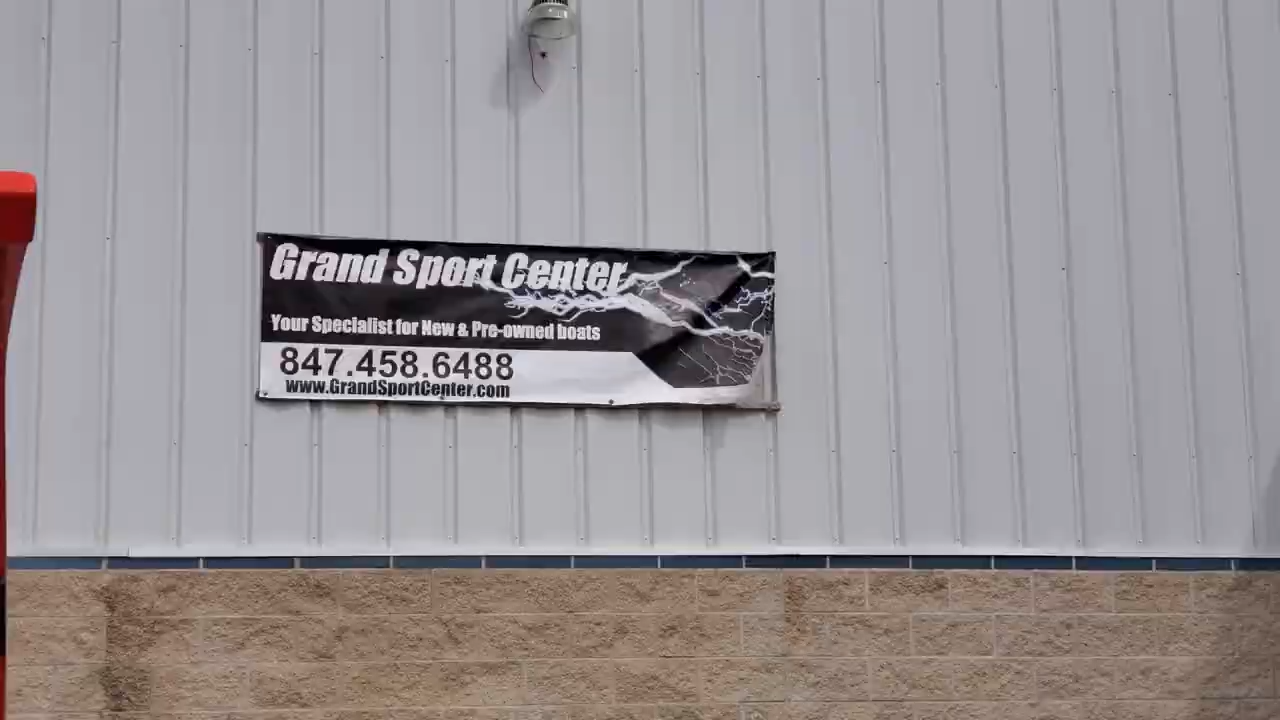 Grand Sport Center
Your Specialist for New & Pre-owned boats
847.458.6488
www.GrandSportCenter.com